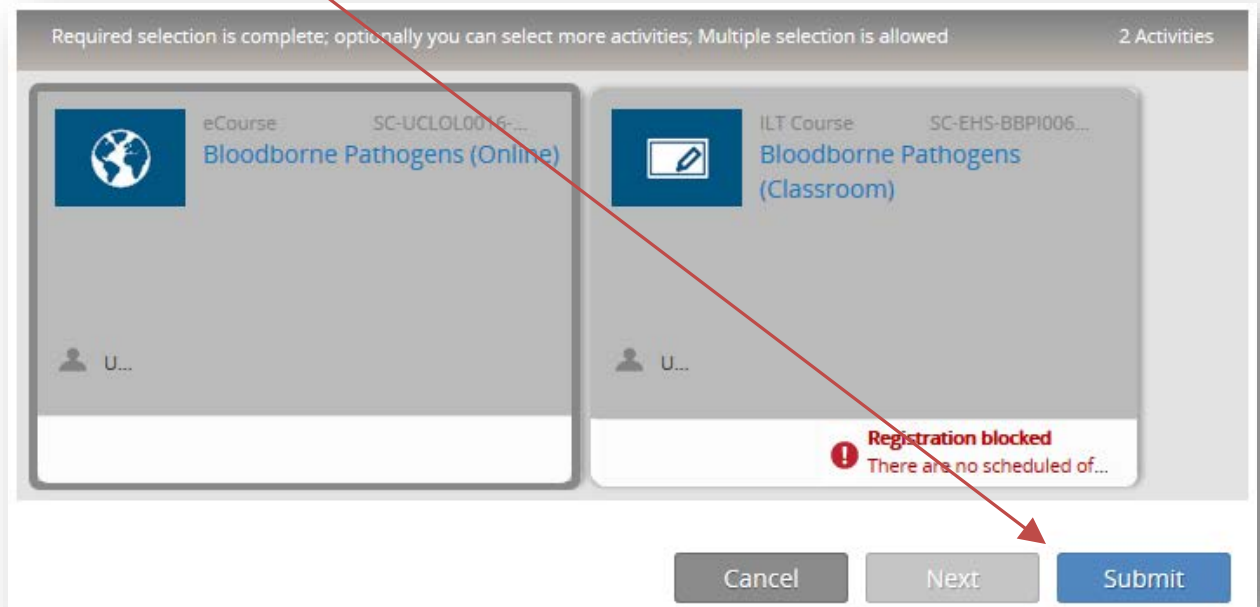 Required selection is complete; optionally you can select more activities; Multiple selection is allowed 2 Activities
eCourse SC-UCLOL0016-...
Bloodborne Pathogens (Online)
U...
ILT Course SC-EHS-BBPI006...
Bloodborne Pathogens
(Classroom)
U...
Registration blocked
There are no scheduled of...
Cancel Next Submit